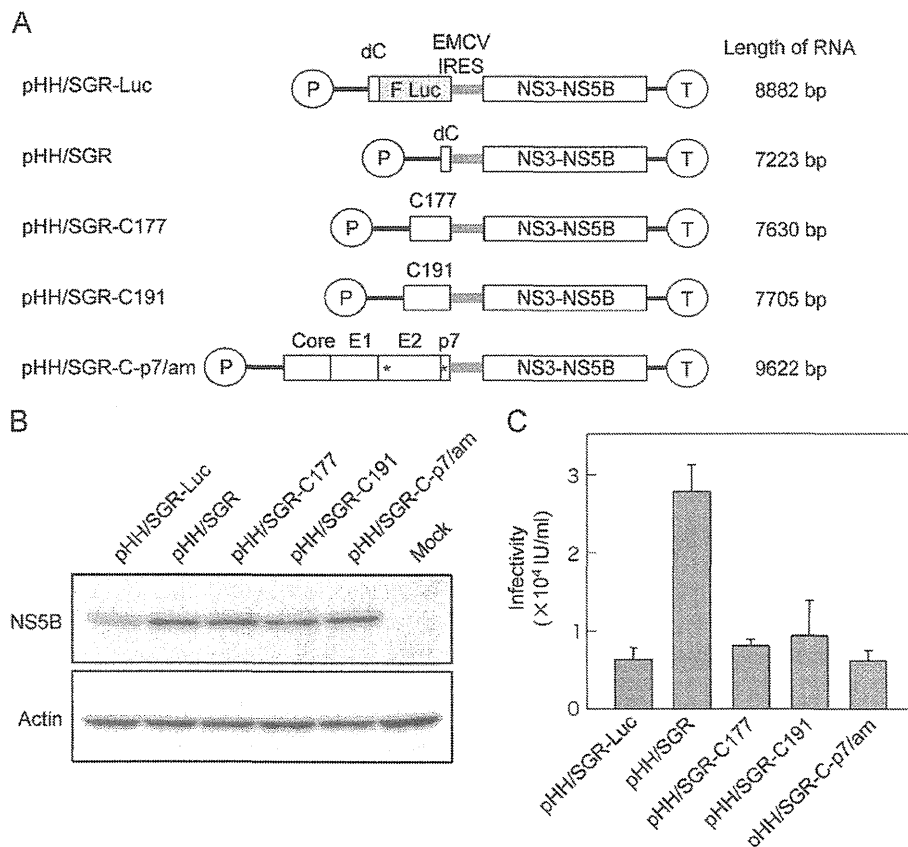 A
Length of RNA
pHH/SGR-Luc
P
dC
F Luc
EMCV
IRES
NS3-NS5B
T
8882 bp
pHH/SGR
P
dC
NS3-NS5B
T
7223 bp
pHH/SGR-C177
P
C177
NS3-NS5B
T
7630 bp
pHH/SGR-C191
P
C191
NS3-NS5B
T
7705 bp
pHH/SGR-C-p7/am
P
Core
E1
E2
p7
*
*
NS3-NS5B
T
9622 bp
B
pHH/SGR-Luc
pHH/SGR
pHH/SGR-C177
pHH/SGR-C191
pHH/SGR-C-p7/am
Mock
NS5B
Actin
C
Infectivity
(×10⁴ IU/ml)
3
2
1
0
pHH/SGR-Luc
pHH/SGR
pHH/SGR-C177
pHH/SGR-C191
pHH/SGR-C-p7/am